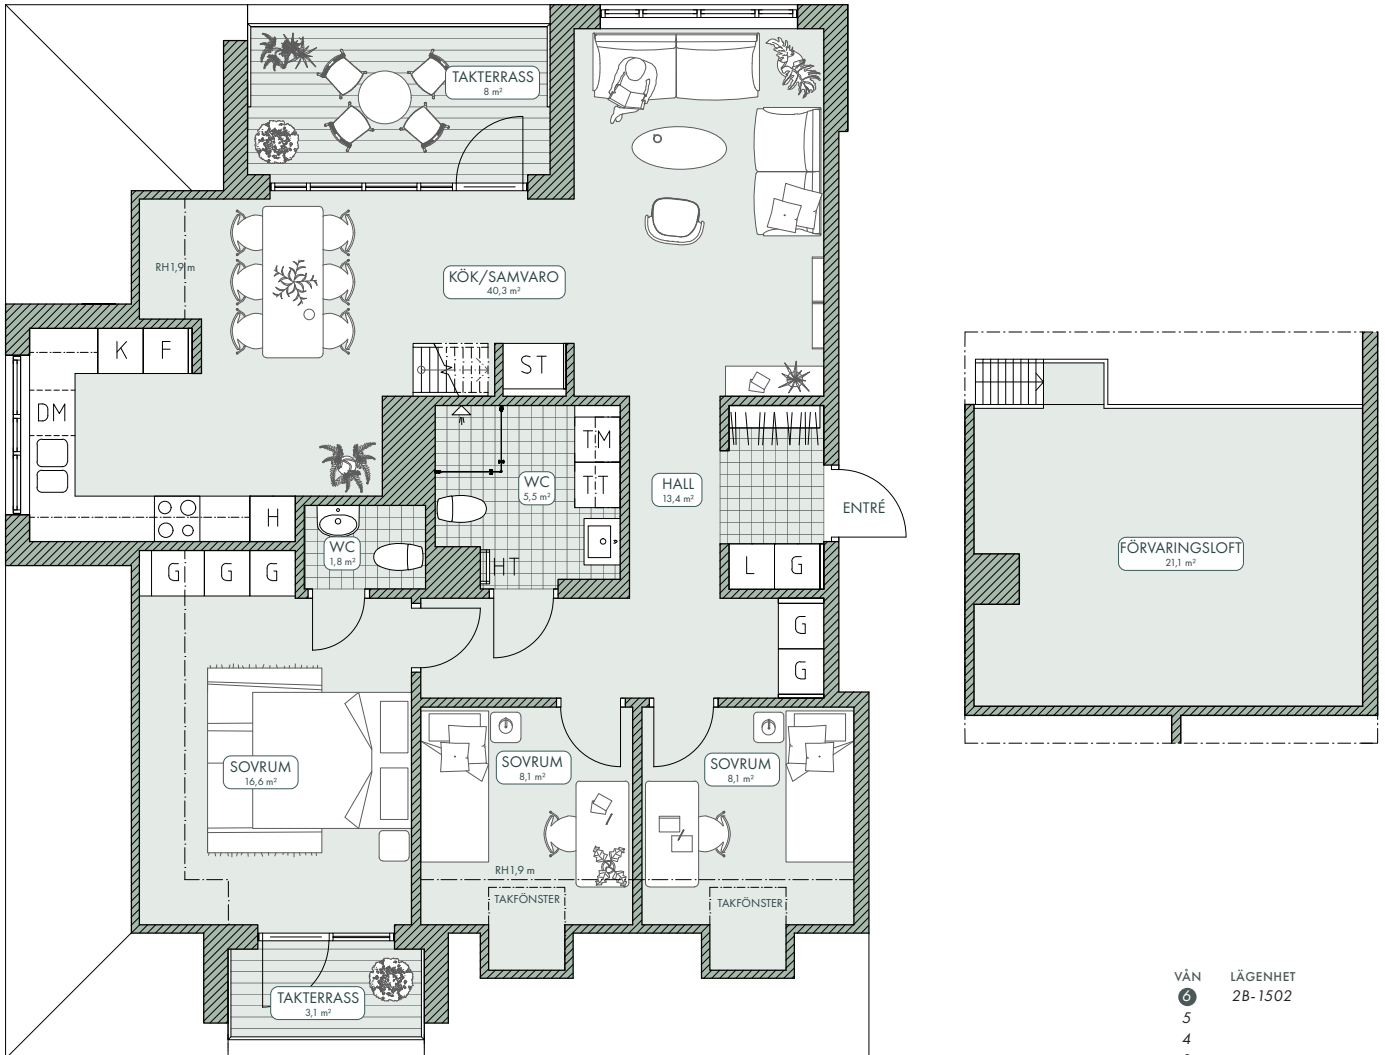 TAKTERRASS
8 m²
RH1,9 m
KÖK/SAMVARO
40,3 m²
K
F
ST
DM
TM
WC
5,5 m²
TT
HALL
13,4 m²
ENTRÉ
H
WC
1,8 m²
HT
G
G
G
L
G
G
G
FÖRVARINGSLOFT
21,1 m²
SOVRUM
16,6 m²
SOVRUM
8,1 m²
SOVRUM
8,1 m²
RH1,9 m
TAKFÖNSTER
TAKFÖNSTER
TAKTERRASS
3,1 m²
VÅN LÄGENHET
6 2B-1502
5
4